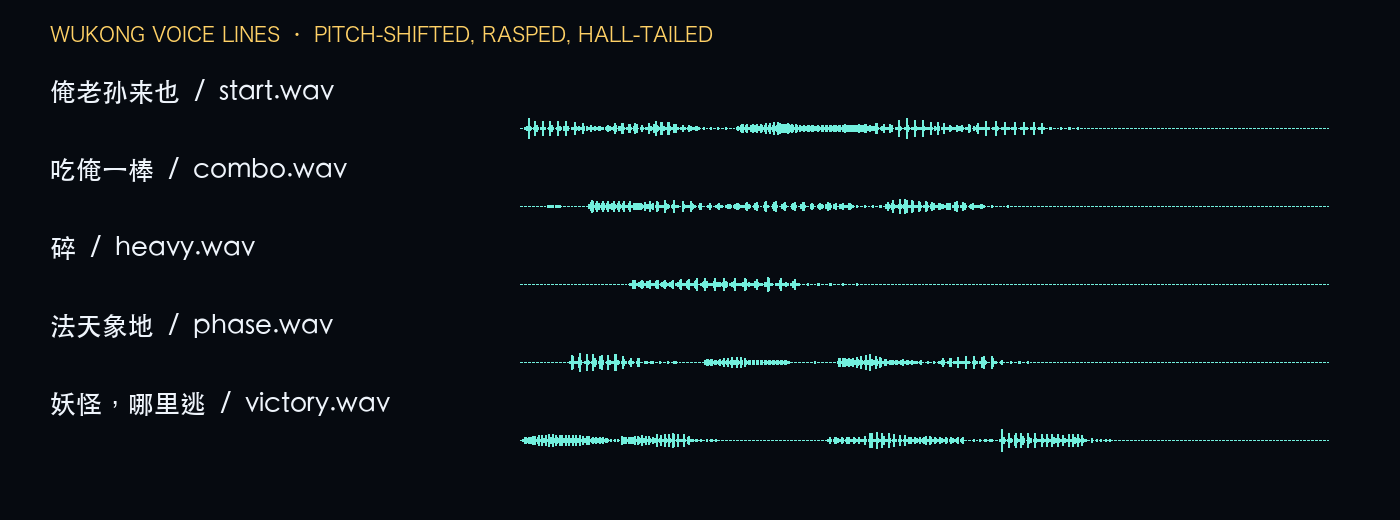 WUKONG VOICE LINES · PITCH-SHIFTED, RASPED, HALL-TAILED
俺老孙来也 / start.wav
吃俺一棒 / combo.wav
碎 / heavy.wav
法天象地 / phase.wav
妖怪，哪里逃 / victory.wav